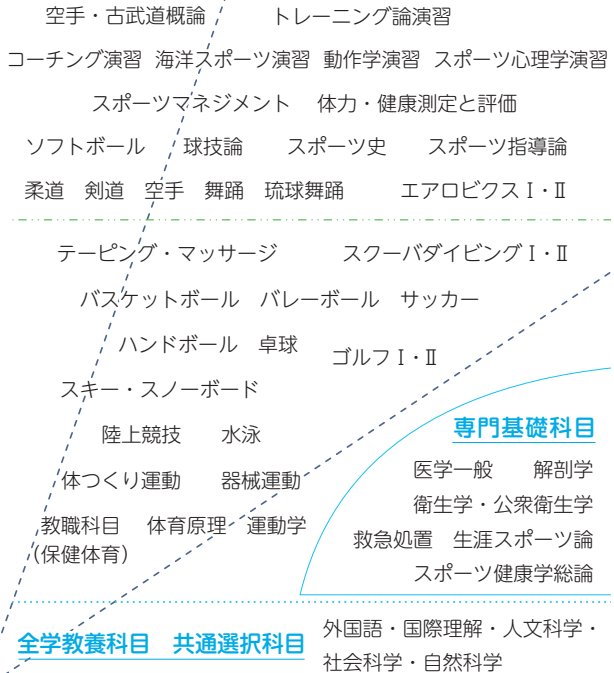 空手・古武道概論　トレーニング論演習
コーチング演習　海洋スポーツ演習　動作学演習　スポーツ心理学演習
スポーツマネジメント　体力・健康測定と評価
ソフトボール　球技論　スポーツ史　スポーツ指導論
柔道　剣道　空手　舞踊　琉球舞踊　エアロビクスⅠ・Ⅱ
テーピング・マッサージ　スクーバダイビングⅠ・Ⅱ
バスケットボール　バレーボール　サッカー
ハンドボール　卓球　ゴルフⅠ・Ⅱ
スキー・スノーボード
陸上競技　水泳
体つくり運動　器械運動
教職科目　体育原理・運動学
（保健体育）
専門基礎科目
医学一般　解剖学
衛生学・公衆衛生学
救急処置　生涯スポーツ論
スポーツ健康学総論
全学教養科目　共通選択科目
外国語・国際理解・人文科学・
社会科学・自然科学